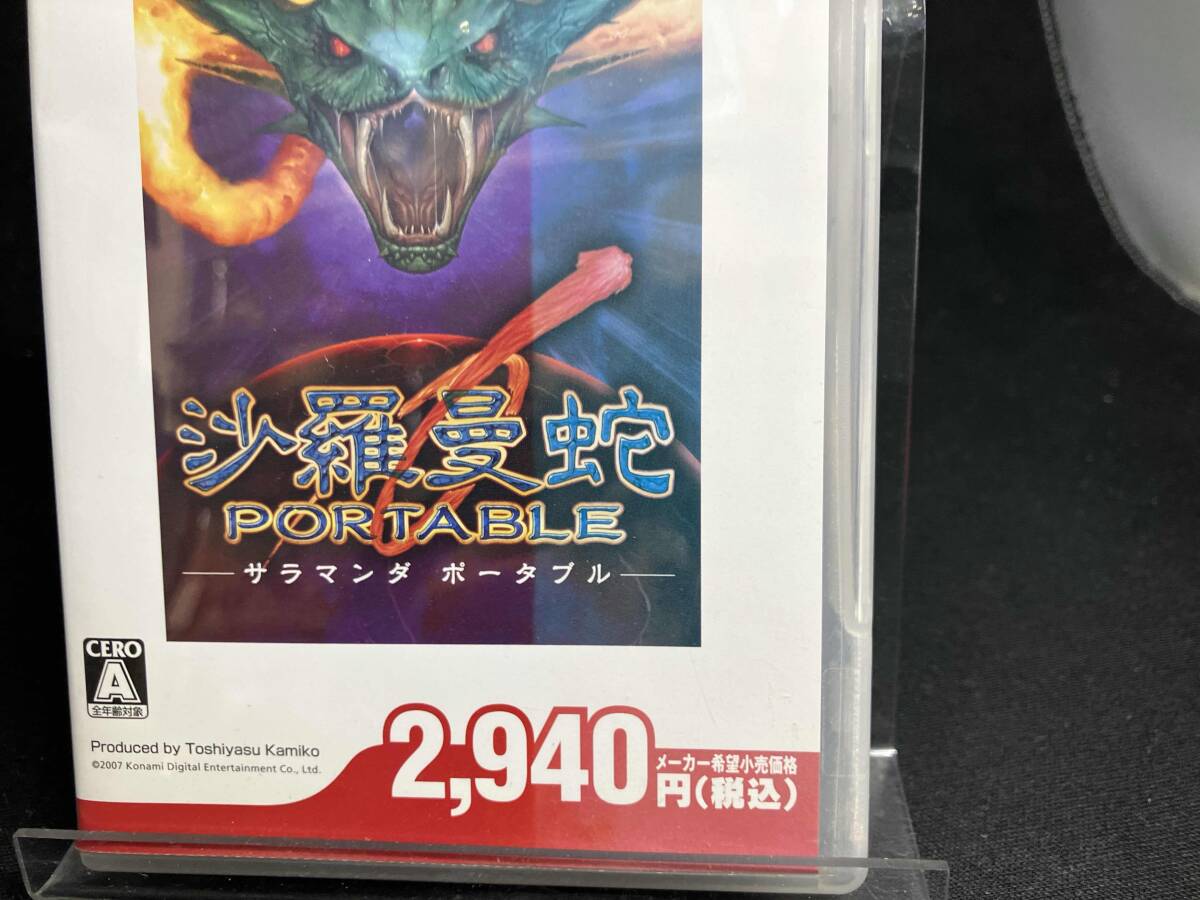 沙羅曼蛇
PORTABLE
サラマンダ ポータブル
CERO
A
全年齢対象
Produced by Toshiyasu Kamiko
©2007 Konami Digital Entertainment Co., Ltd.
2,940
メーカー希望小売価格
円(税込)